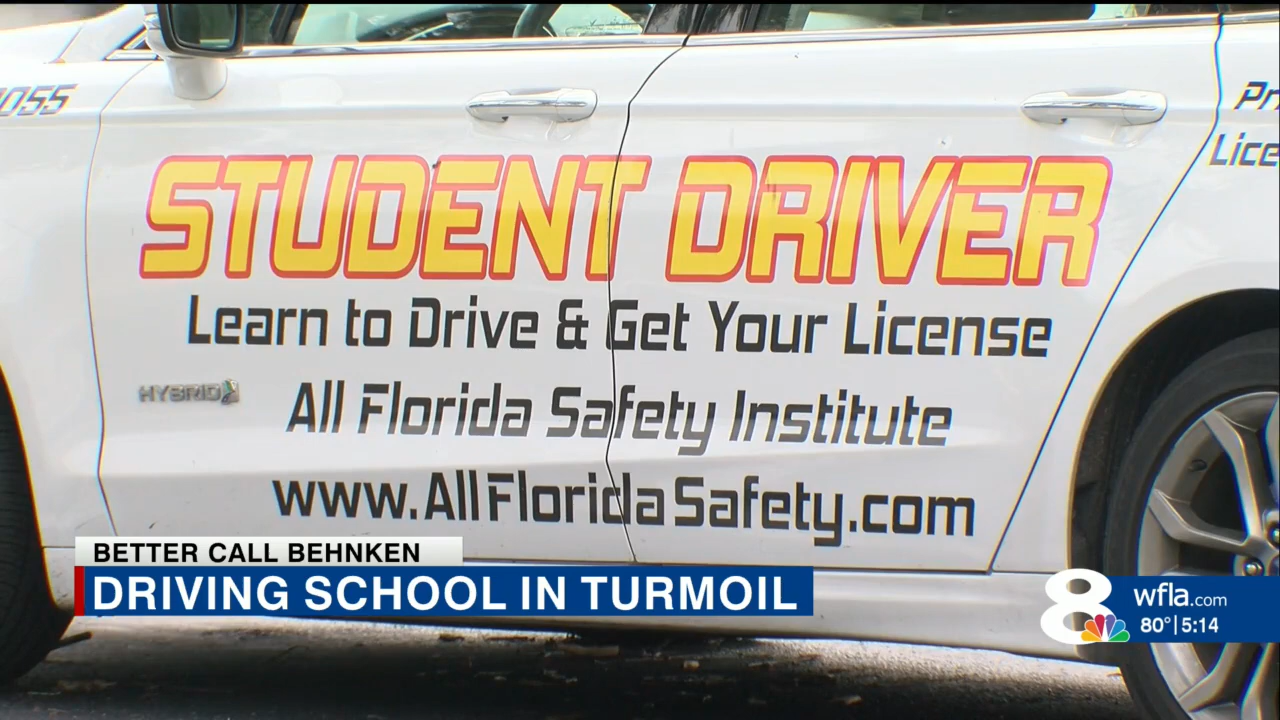 1055
STUDENT DRIVER
Learn to Drive & Get Your License
HYBRID
All Florida Safety Institute
www.AllFloridaSafety.com
BETTER CALL BEHNKEN
DRIVING SCHOOL IN TURMOIL
8
wfla.com
80° | 5:14